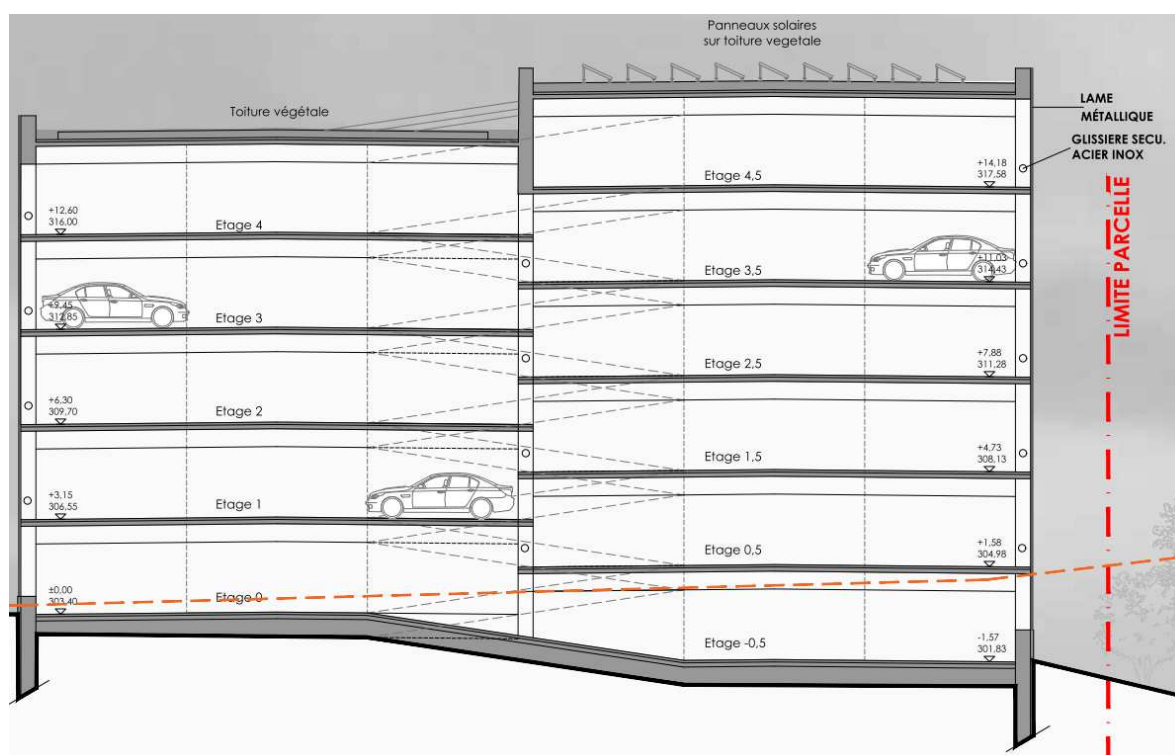 Panneaux solaires
sur toiture vegetale
Toiture végétale
LAME
MÉTALLIQUE
GLISSIERE SECU.
ACIER INOX
LIMITE PARCELLE
+14,18
317.58
Etage 4,5
+12,60
316.00
Etage 4
+11,03
314.43
Etage 3,5
+9,45
312.85
Etage 3
+7,88
311.28
Etage 2,5
+6,30
309.70
Etage 2
+4,73
308,13
Etage 1,5
+3,15
306.55
Etage 1
+1,58
304.98
Etage 0,5
±0,00
303.40
Etage 0
-1,57
301.83
Etage -0,5